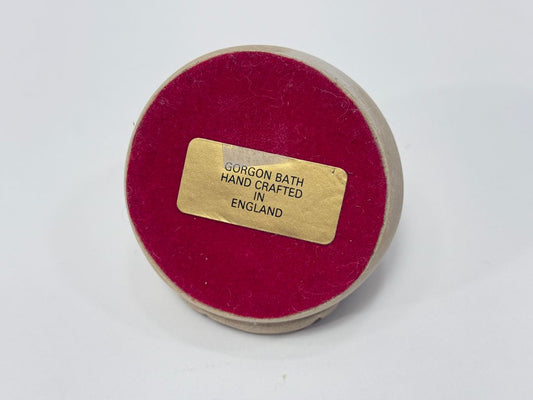 GORGON BATH
HAND CRAFTED
IN
ENGLAND